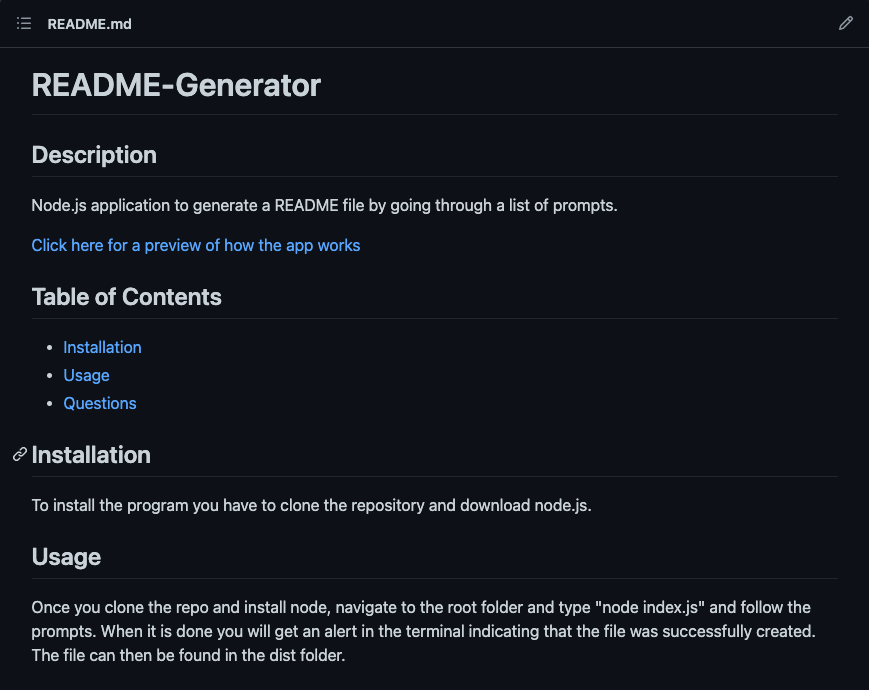 README.md
README-Generator
Description
Node.js application to generate a README file by going through a list of prompts.
Click here for a preview of how the app works
Table of Contents
Installation
Usage
Questions
Installation
To install the program you have to clone the repository and download node.js.
Usage
Once you clone the repo and install node, navigate to the root folder and type "node index.js" and follow the
prompts. When it is done you will get an alert in the terminal indicating that the file was successfully created.
The file can then be found in the dist folder.